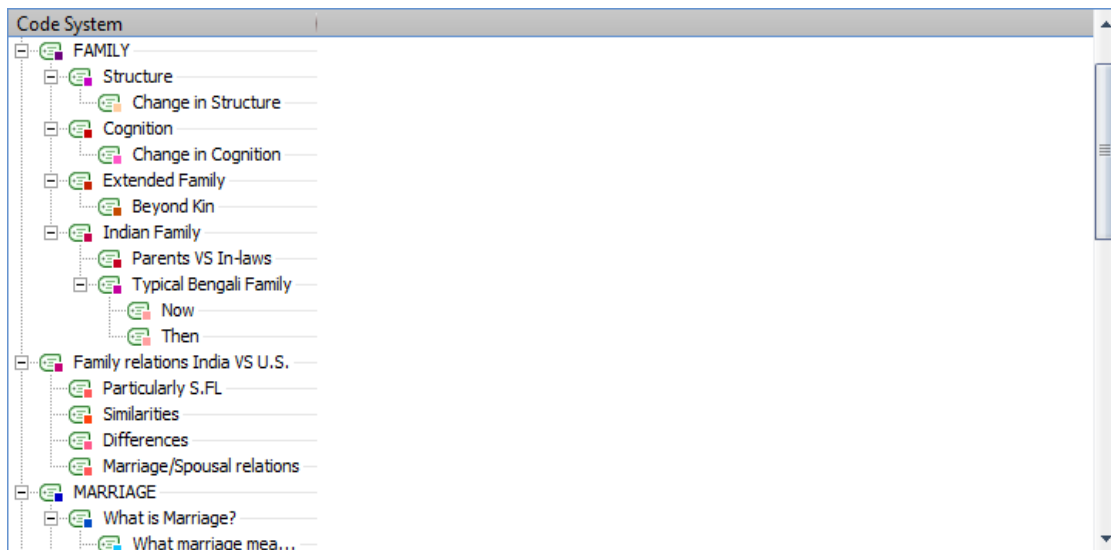 Code System
FAMILY
Structure
Change in Structure
Cognition
Change in Cognition
Extended Family
Beyond Kin
Indian Family
Parents VS In-laws
Typical Bengali Family
Now
Then
Family relations India VS U.S.
Particularly S.FL
Similarities
Differences
Marriage/Spousal relations
MARRIAGE
What is Marriage?
What marriage mea...